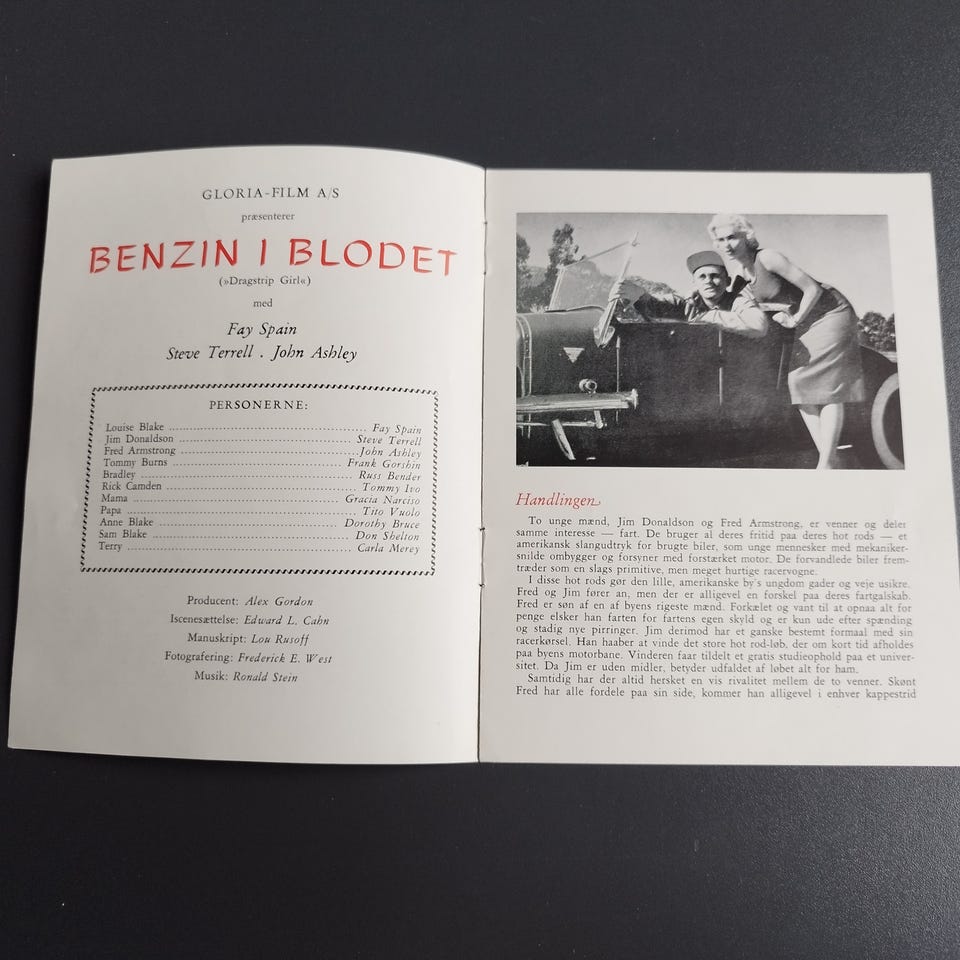 GLORIA-FILM A/S
præsenterer
BENZIN I BLODET
(»Dragstrip Girl«)
med
Fay Spain
Steve Terrell . John Ashley
PERSONERNE:
Louise Blake ........ Fay Spain
Jim Donaldson ........ Steve Terrell
Fred Armstrong ........ John Ashley
Tommy Burns ........ Frank Gorshin
Bradley ........ Russ Bender
Rick Camden ........ Tommy Ivo
Mama ........ Gracia Narciso
Papa ........ Tito Vuolo
Anne Blake ........ Dorothy Bruce
Sam Blake ........ Don Shelton
Terry ........ Carla Merey
Producent: Alex Gordon
Iscenesættelse: Edward L. Cahn
Manuskript: Lou Rusoff
Fotografering: Frederick E. West
Musik: Ronald Stein
Handlingen
To unge mænd, Jim Donaldson og Fred Armstrong, er venner og deler
samme interesse — fart. De bruger al deres fritid paa deres hot rods — et
amerikansk slangudtryk for brugte biler, som unge mennesker med mekaniker-
snilde ombygger og forsyner med forstærket motor. De forvandlede biler frem-
træder som en slags primitive, men meget hurtige racervogne.
I disse hot rods gør den lille, amerikanske by's ungdom gader og veje usikre.
Fred og Jim fører an, men der er alligevel en forskel paa deres fartgalskab.
Fred er søn af en af byens rigeste mænd. Forkælet og vant til at opnaa alt for
penge elsker han farten for fartens egen skyld og er kun ude efter spænding
og stadig nye pirringer. Jim derimod har et ganske bestemt formaal med sin
racerkørsel. Han haaber at vinde det store hot rod-løb, der om kort tid afholdes
paa byens motorbane. Vinderen faar tildelt et gratis studieophold paa et univer-
sitet. Da Jim er uden midler, betyder udfaldet af løbet alt for ham.
Samtidig har der altid hersket en vis rivalitet mellem de to venner. Skønt
Fred har alle fordele paa sin side, kommer han alligevel i enhver kappestrid